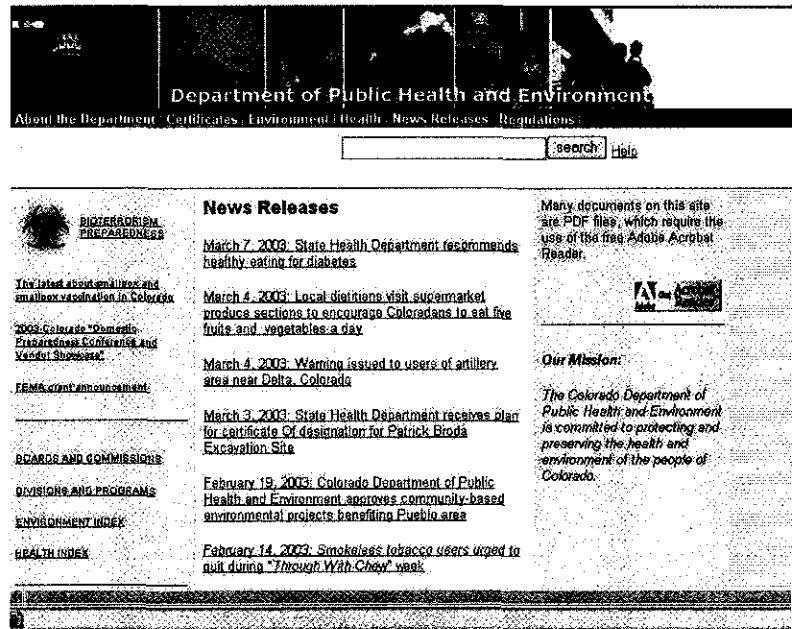 Department of Public Health and Environment
About the Department Certificates Environment Health News Releases Regulations
search Help
BIOTERRORISM
PREPAREDNESS
The latest about smallpox and
smallpox vaccination in Colorado
2003 Colorado "Domestic
Preparedness Conference and
Vendor Showcase"
FEMA grant announcement
BOARDS AND COMMISSIONS
DIVISIONS AND PROGRAMS
ENVIRONMENT INDEX
HEALTH INDEX
News Releases
March 7, 2003: State Health Department recommends
healthy eating for diabetes
March 4, 2003: Local dietitians visit supermarket
produce sections to encourage Coloradans to eat five
fruits and vegetables a day
March 4, 2003: Warning issued to users of artillery
area near Delta, Colorado
March 3, 2003: State Health Department receives plan
for certificate Of designation for Patrick Broda
Excavation Site
February 19, 2003: Colorado Department of Public
Health and Environment approves community-based
environmental projects benefiting Pueblo area
February 14, 2003: Smokeless tobacco users urged to
quit during "Through With Chew" week
Many documents on this site
are PDF files, which require the
use of the free Adobe Acrobat
Reader.
Our Mission:
The Colorado Department of
Public Health and Environment
is committed to protecting and
preserving the health and
environment of the people of
Colorado.